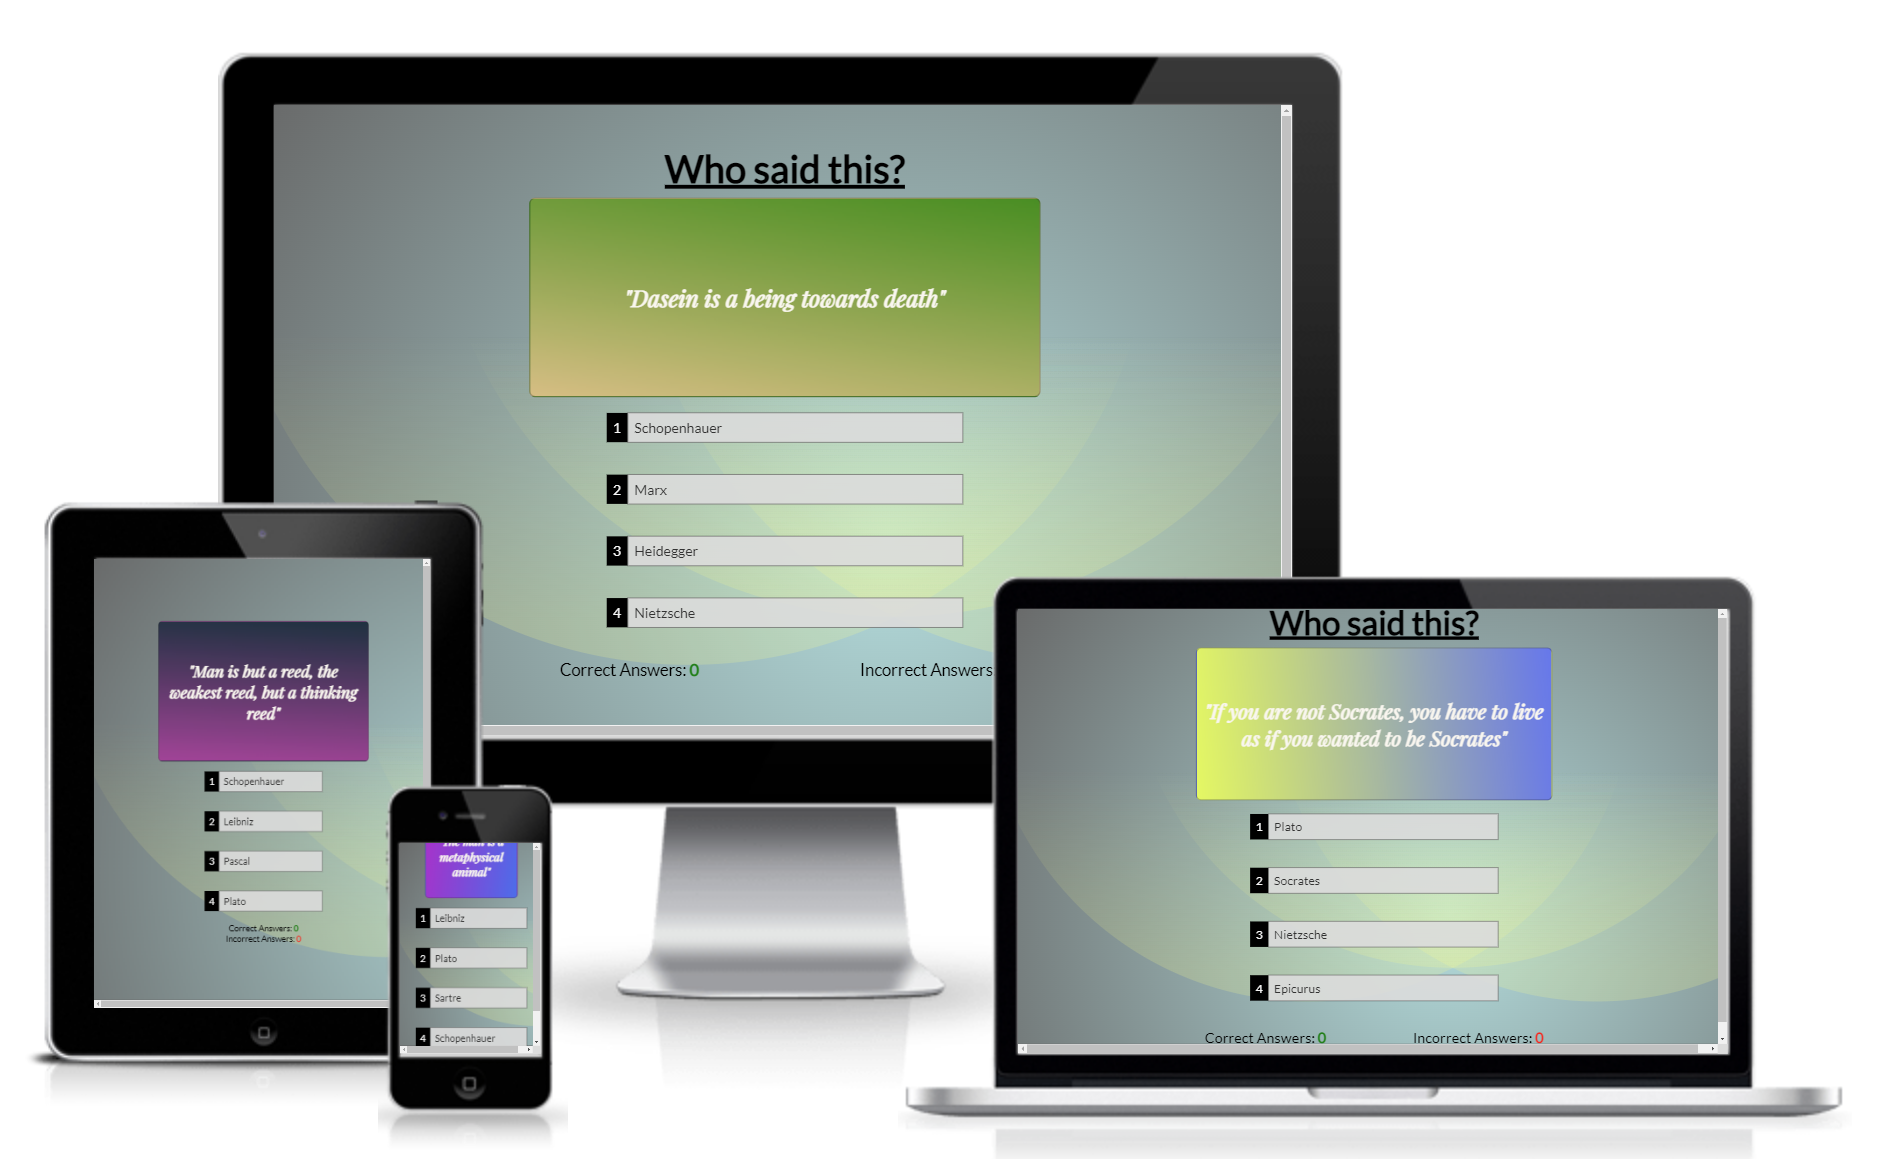 Who said this?
"Dasein is a being towards death"
1 Schopenhauer
2 Marx
3 Heidegger
4 Nietzsche
Correct Answers: 0
Incorrect Answers
"Man is but a reed, the
weakest reed, but a thinking
reed"
1 Schopenhauer
2 Leibniz
3 Pascal
4 Plato
Correct Answers: 0
Incorrect Answers: 0
The man is a
metaphysical
animal"
1 Leibniz
2 Plato
3 Sartre
4 Schopenhauer
Who said this?
"If you are not Socrates, you have to live
as if you wanted to be Socrates"
1 Plato
2 Socrates
3 Nietzsche
4 Epicurus
Correct Answers: 0
Incorrect Answers: 0